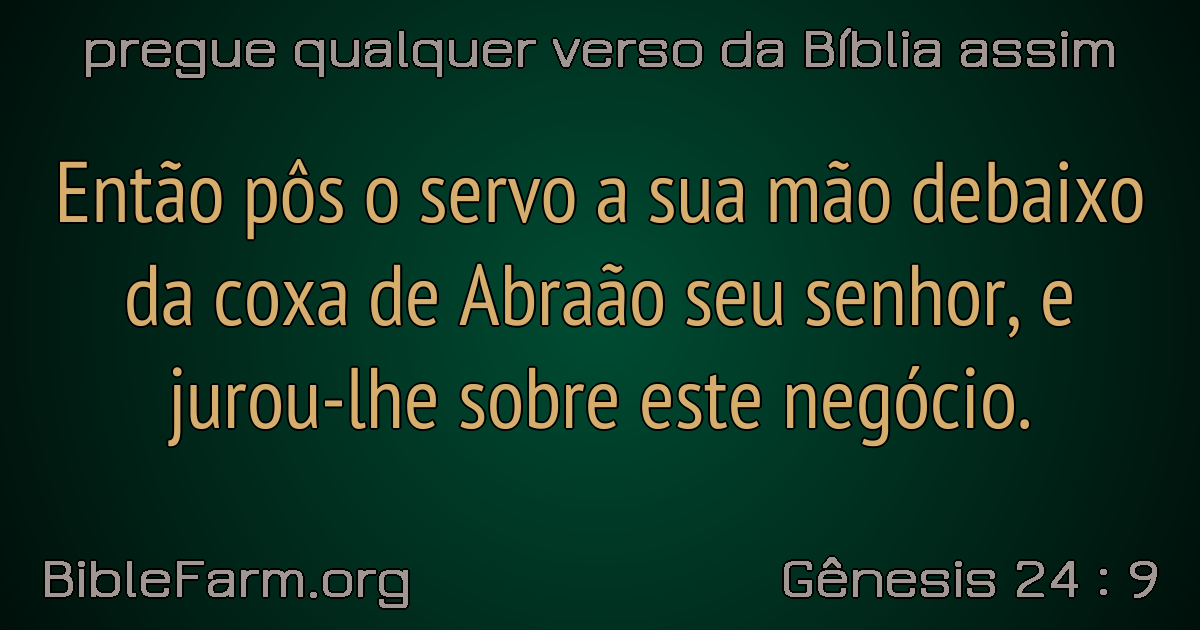 pregue qualquer verso da Bíblia assim
Então pôs o servo a sua mão debaixo
da coxa de Abraão seu senhor, e
jurou-lhe sobre este negócio.
BibleFarm.org
Gênesis 24 : 9